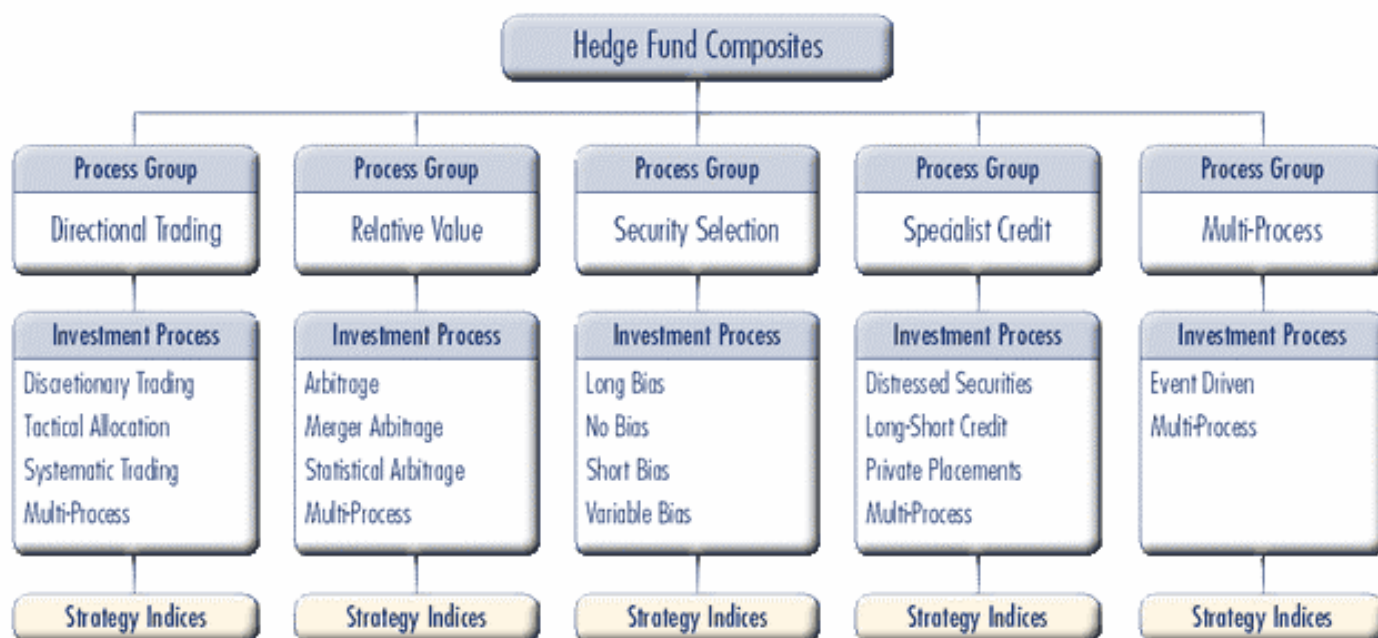 Hedge Fund Composites
Process Group
Directional Trading
Process Group
Relative Value
Process Group
Security Selection
Process Group
Specialist Credit
Process Group
Multi-Process
Investment Process
Discretionary Trading
Tactical Allocation
Systematic Trading
Multi-Process
Investment Process
Arbitrage
Merger Arbitrage
Statistical Arbitrage
Multi-Process
Investment Process
Long Bias
No Bias
Short Bias
Variable Bias
Investment Process
Distressed Securities
Long-Short Credit
Private Placements
Multi-Process
Investment Process
Event Driven
Multi-Process
Strategy Indices
Strategy Indices
Strategy Indices
Strategy Indices
Strategy Indices